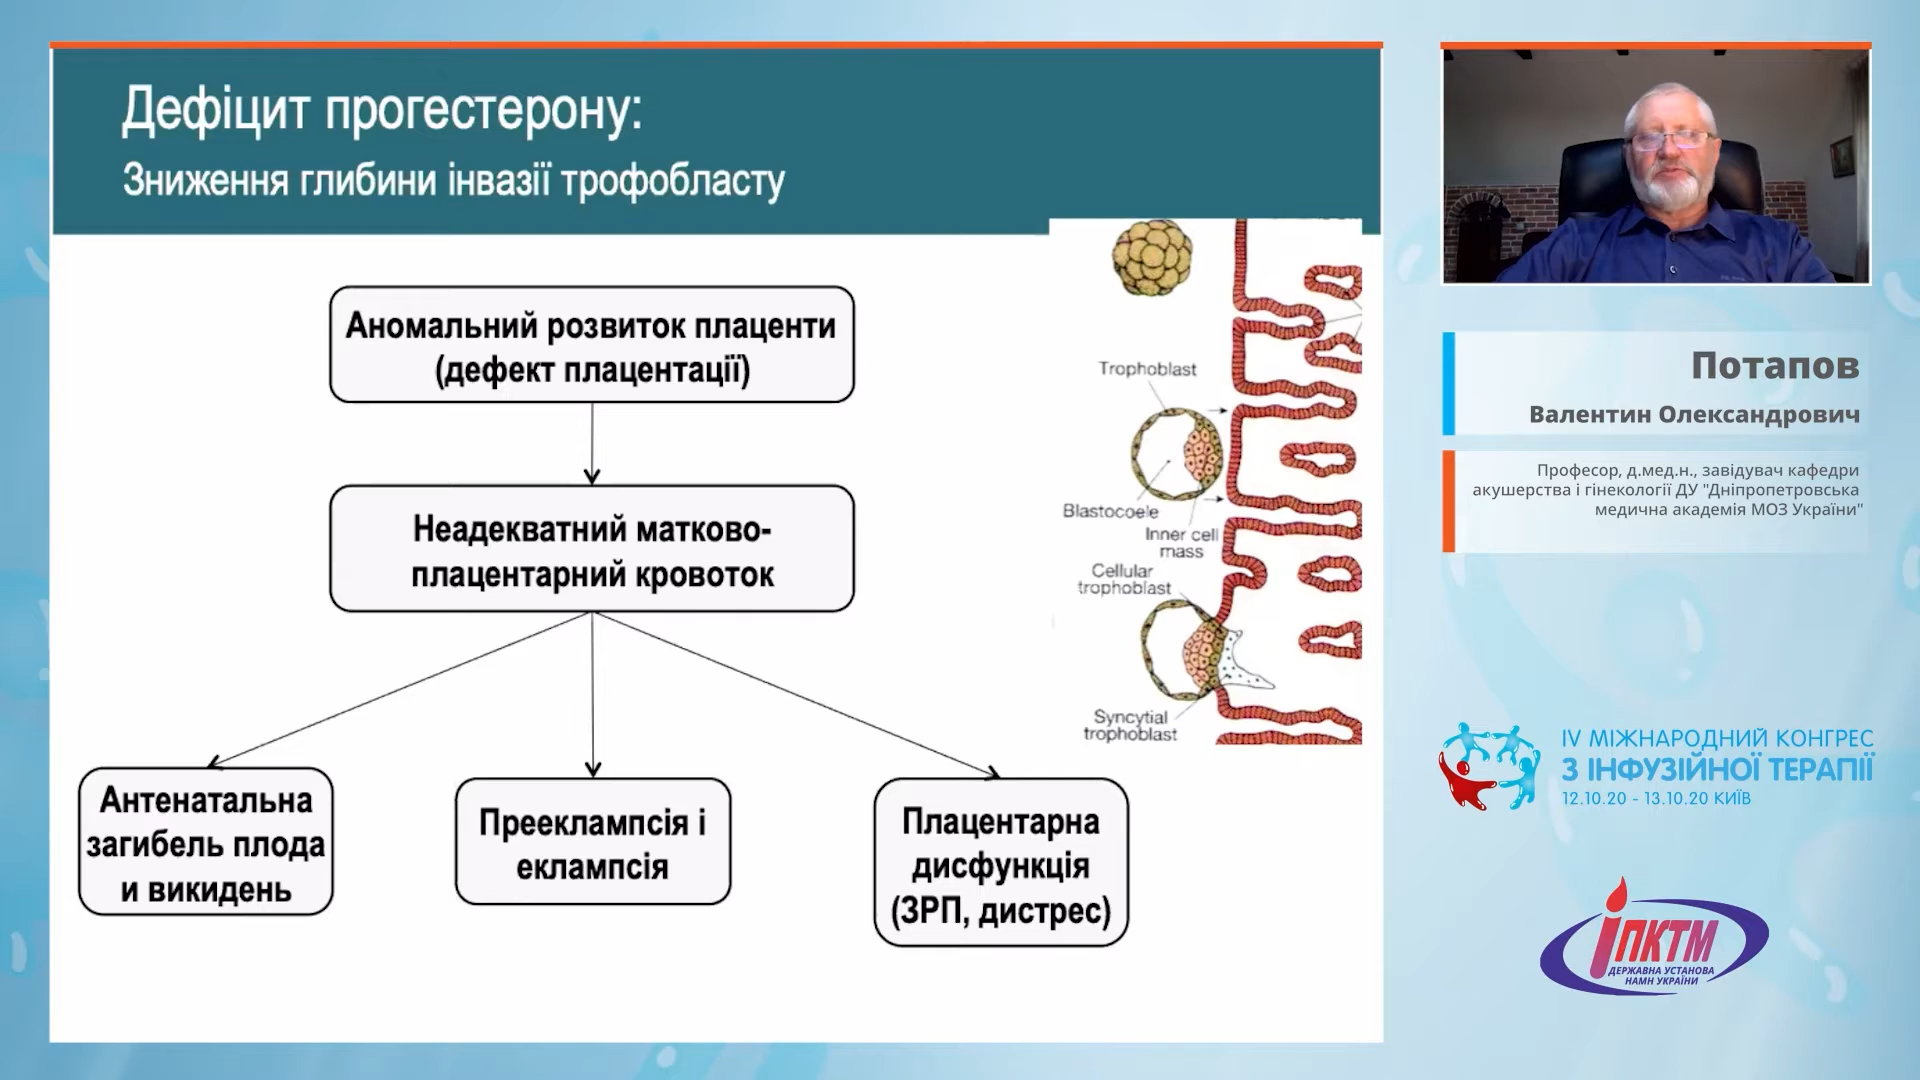 Дефіцит прогестерону:
Зниження глибини інвазії трофобласту
Аномальний розвиток плаценти
(дефект плацентації)
Неадекватний матково-
плацентарний кровоток
Антенатальна
загибель плода
и викидень
Прееклампсія і
еклампсія
Плацентарна
дисфункція
(ЗРП, дистрес)
Trophoblast
Blastocoele
Inner cell
mass
Cellular
trophoblast
Syncytial
trophoblast
Потапов
Валентин Олександрович
Професор, д.мед.н., завідувач кафедри
акушерства і гінекології ДУ "Дніпропетровська
медична академія МОЗ України"
IV МІЖНАРОДНИЙ КОНГРЕС
З ІНФУЗІЙНОЇ ТЕРАПІЇ
12.10.20 - 13.10.20 КИЇВ
ІПКТМ
ДЕРЖАВНА УСТАНОВА
НАМН УКРАЇНИ